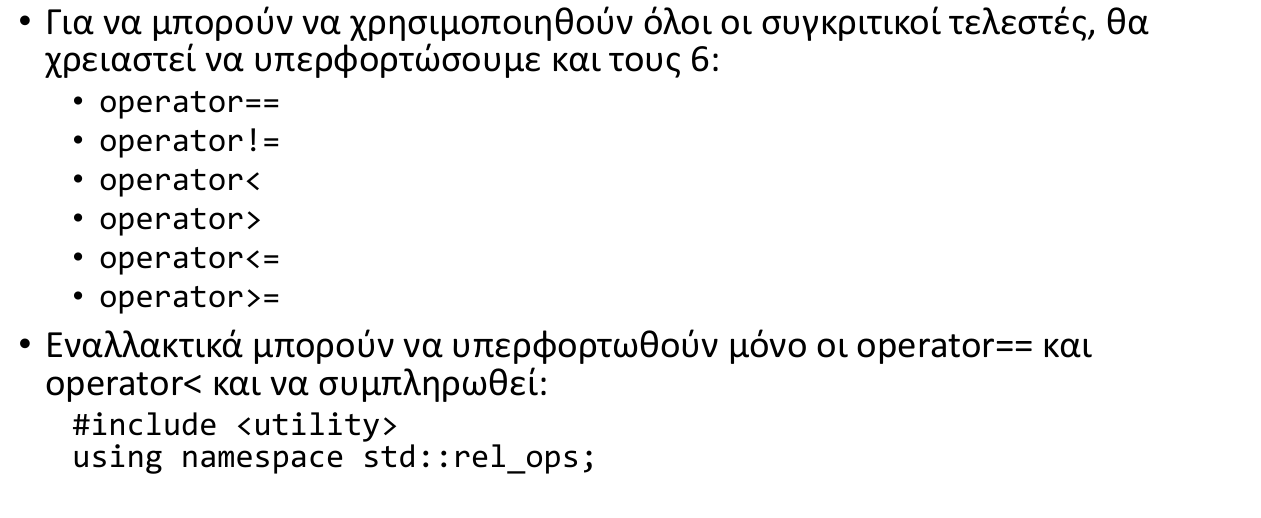 • Για να μπορούν να χρησιμοποιηθούν όλοι οι συγκριτικοί τελεστές, θα
χρειαστεί να υπερφορτώσουμε και τους 6:
• operator==
• operator!=
• operator<
• operator>
• operator<=
• operator>=
• Εναλλακτικά μπορούν να υπερφορτωθούν μόνο οι operator== και
operator< και να συμπληρωθεί:
#include <utility>
using namespace std::rel_ops;